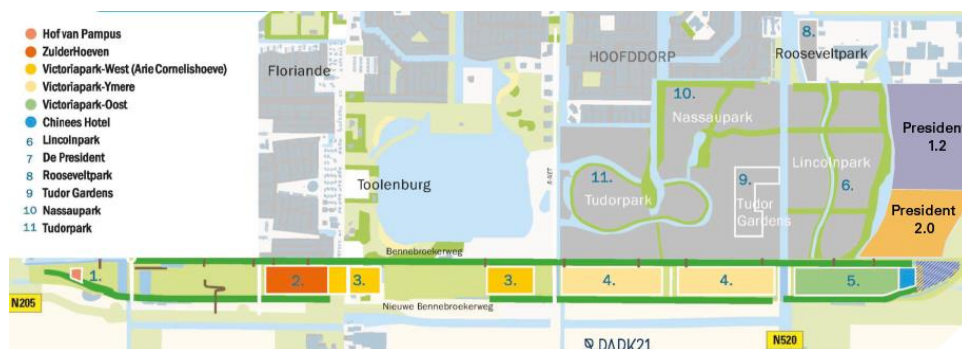 Hof van Pampus
ZuiderHoeven
Victoriapark-West (Arie Cornelishoeve)
Victoriapark-Ymere
Victoriapark-Oost
Chinees Hotel
6 Lincolnpark
7 De President
8 Rooseveltpark
9 Tudor Gardens
10 Nassaupark
11 Tudorpark
Floriande
HOOFDDORP
8.
Rooseveltpark
10.
Nassaupark
President
1.2
Toolenburg
11.
Tudorpark
9.
Tudor
Gardens
Lincolnpark
6.
President
2.0
Bennebroekerweg
1.
2.
3.
3.
4.
4.
5.
N205
Nieuwe Bennebroekerweg
N520
PARK21